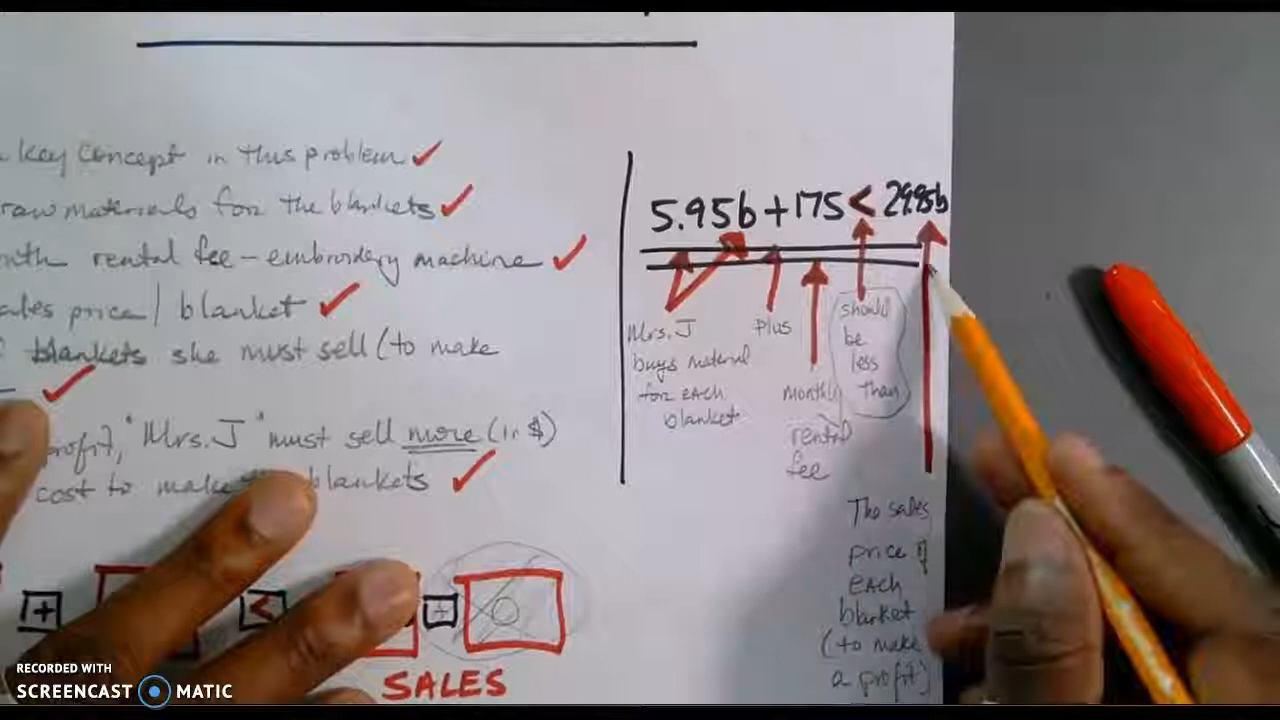 key concept in this problem
raw materials for the blankets
rental fee - embroidery machine
sales price / blanket
blankets she must sell (to make
profit, "Mrs. J" must sell more (in $)
cost to make blankets
+
<
+
SALES
5.95b + 175 < 29.95b
Mrs. J
buys material
for each
blanket
plus
monthly
rental
fee
should
be
less
than
The sales
price of
each
blanket
(to make
a profit)
RECORDED WITH
SCREENCAST O MATIC